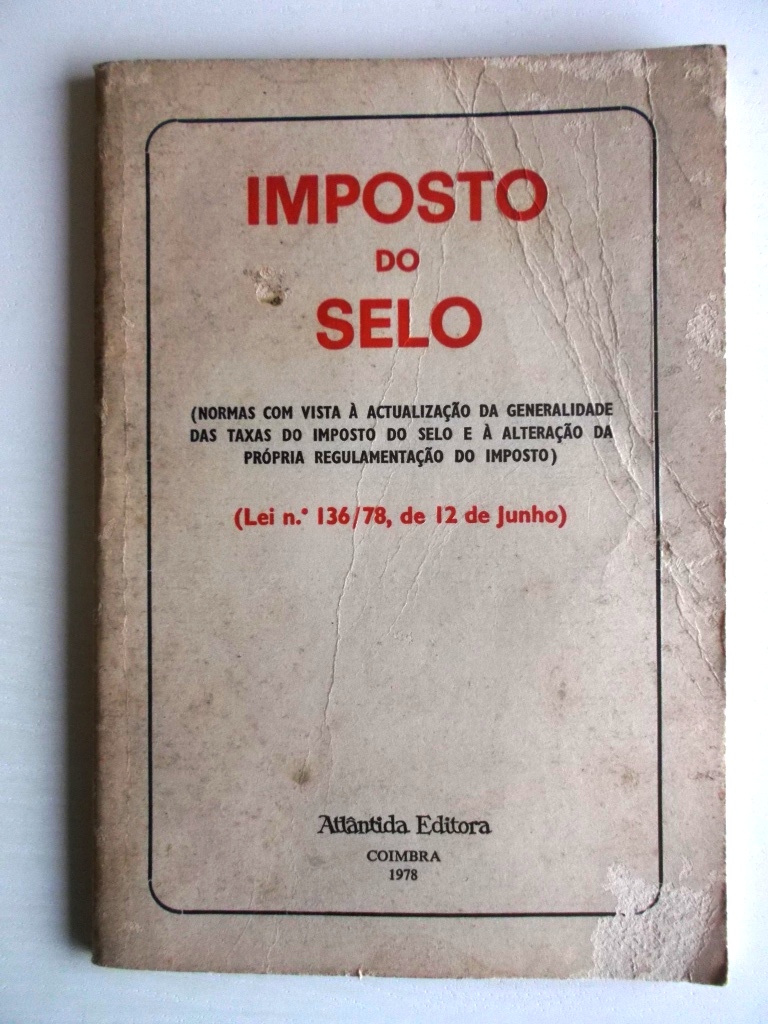 IMPOSTO
DO
SELO
(NORMAS COM VISTA À ACTUALIZAÇÃO DA GENERALIDADE
DAS TAXAS DO IMPOSTO DO SELO E À ALTERAÇÃO DA
PRÓPRIA REGULAMENTAÇÃO DO IMPOSTO)
(Lei n.º 136/78, de 12 de Junho)
Atlântida Editora
COIMBRA
1978